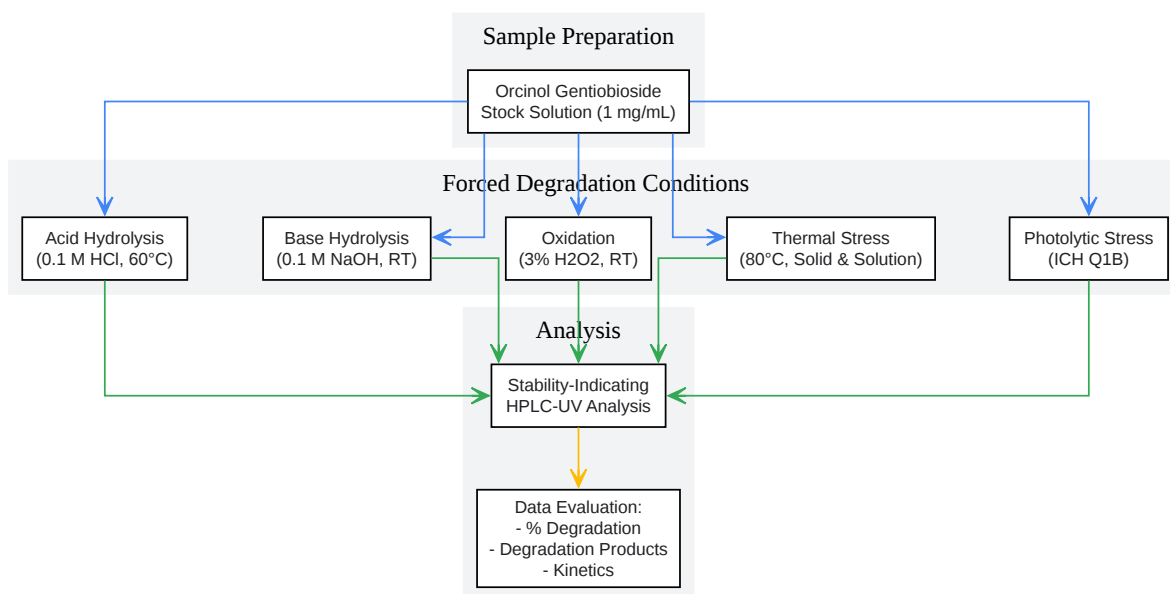 Sample Preparation
Orcinol Gentiobioside
Stock Solution (1 mg/mL)
Forced Degradation Conditions
Acid Hydrolysis
(0.1 M HCl, 60°C)
Base Hydrolysis
(0.1 M NaOH, RT)
Oxidation
(3% H2O2, RT)
Thermal Stress
(80°C, Solid & Solution)
Photolytic Stress
(ICH Q1B)
Analysis
Stability-Indicating
HPLC-UV Analysis
Data Evaluation:
- % Degradation
- Degradation Products
- Kinetics